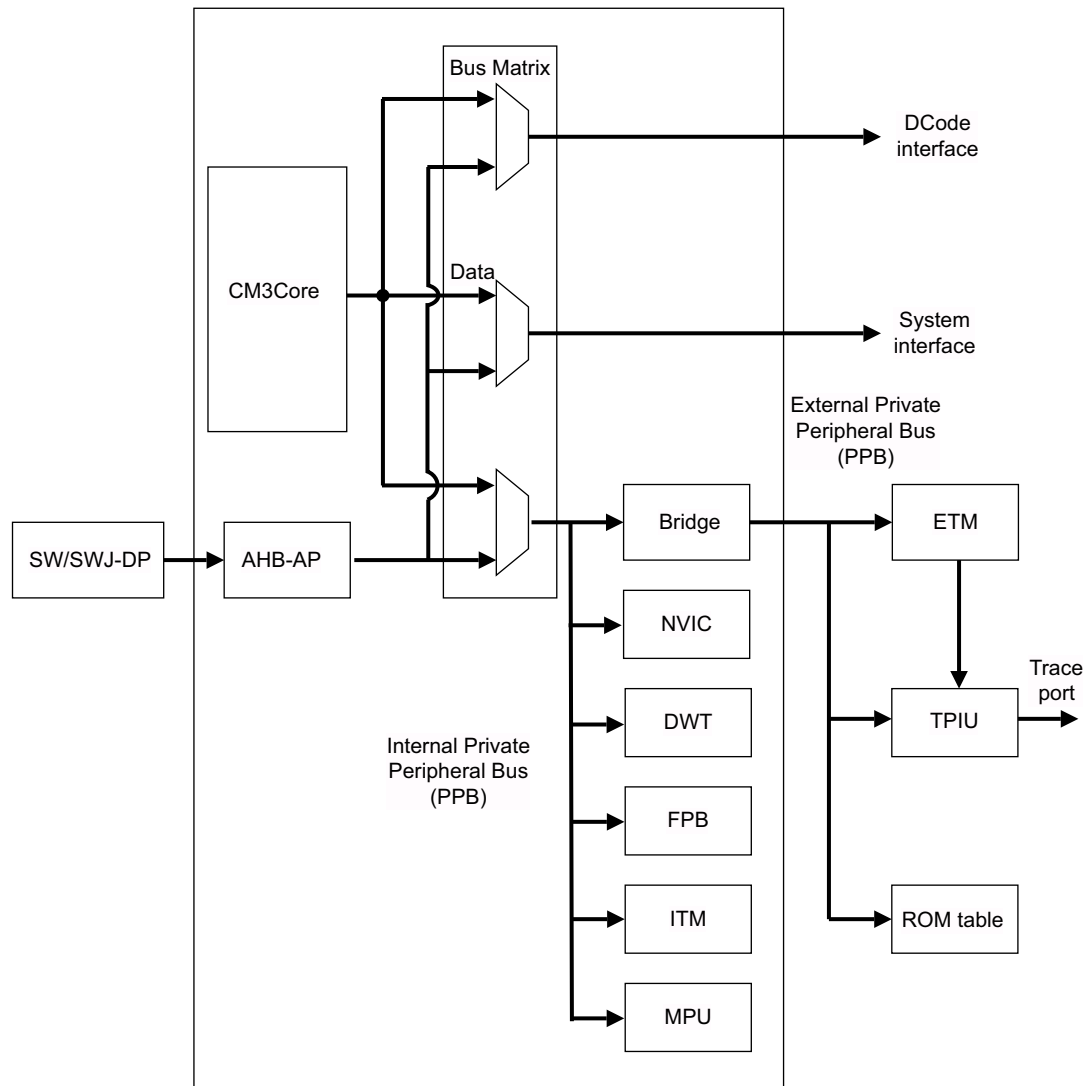 Bus Matrix
DCode
interface
CM3Core
Data
System
interface
External Private
Peripheral Bus
(PPB)
SW/SWJ-DP
AHB-AP
Bridge
ETM
NVIC
Trace
port
DWT
TPIU
Internal Private
Peripheral Bus
(PPB)
FPB
ITM
ROM table
MPU